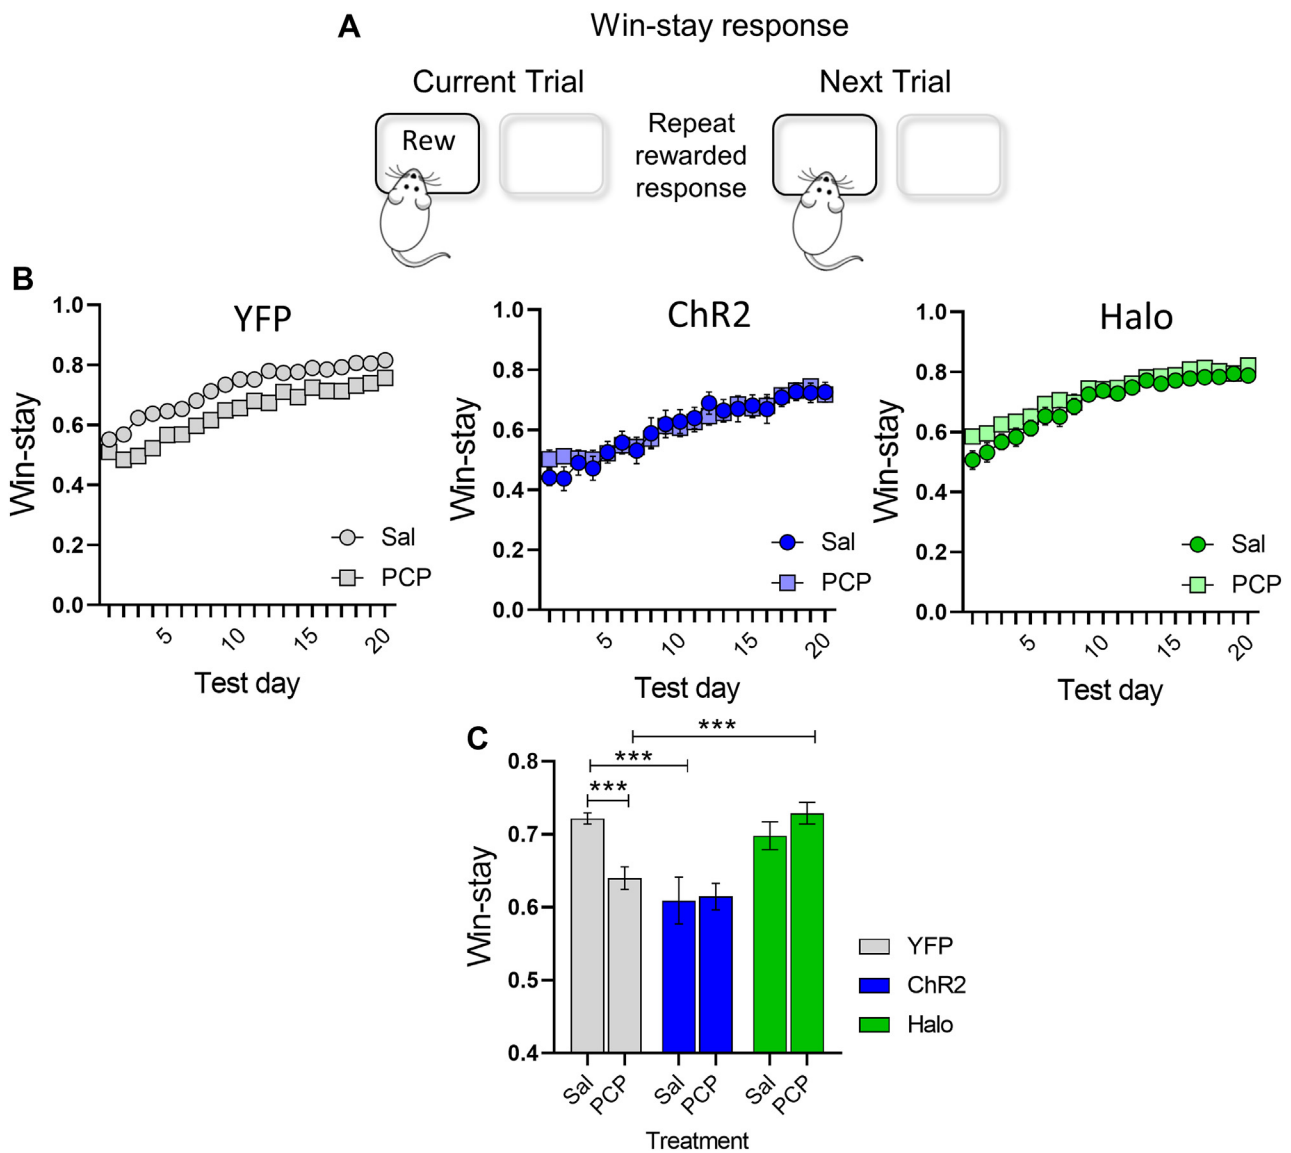 A
Win-stay response
Current Trial
Next Trial
Rew
Repeat
rewarded
response
B
YFP
Win-stay
1.0
0.8
0.6
0.4
0.2
0.0
Sal
PCP
5
10
15
20
Test day
ChR2
Win-stay
1.0
0.8
0.6
0.4
0.2
0.0
Sal
PCP
5
10
15
20
Test day
Halo
Win-stay
1.0
0.8
0.6
0.4
0.2
0.0
Sal
PCP
5
10
15
20
Test day
C
***
***
***
Win-stay
0.8
0.7
0.6
0.5
0.4
YFP
ChR2
Halo
Sal
PCP
Sal
PCP
Sal
PCP
Treatment